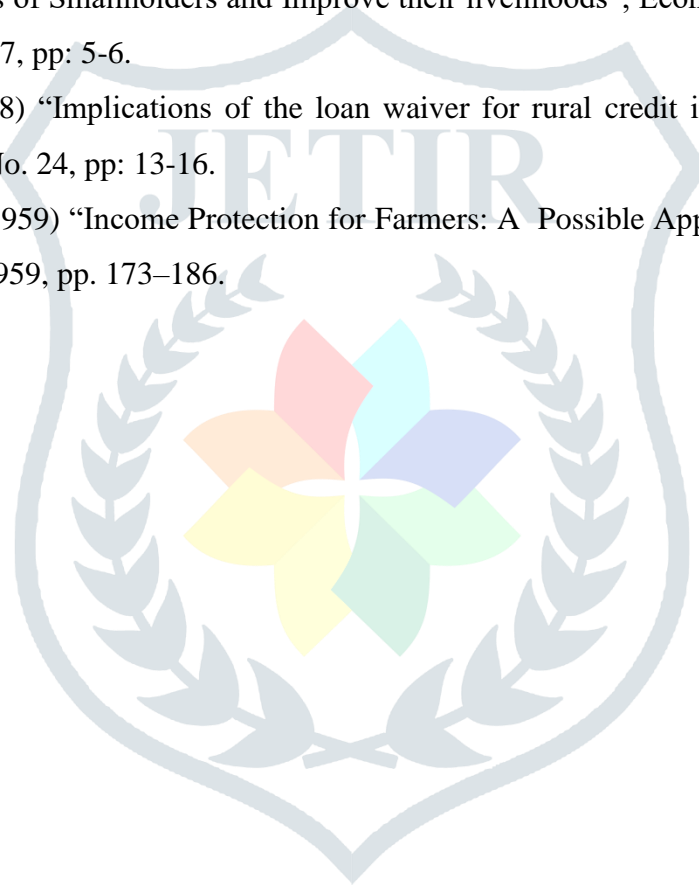 s of Smallholders and Improve their livelihoods”, Econ
7, pp: 5-6.
8) “Implications of the loan waiver for rural credit i
No. 24, pp: 13-16.
959) “Income Protection for Farmers: A Possible App
959, pp. 173–186.
JETIR